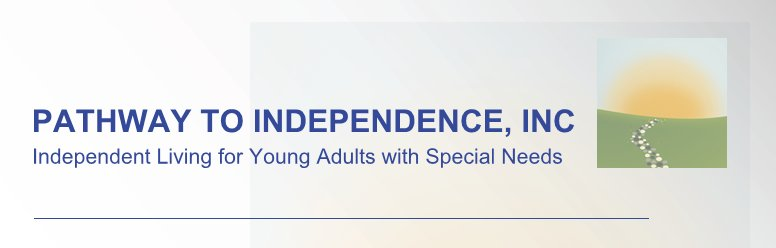 PATHWAY TO INDEPENDENCE, INC
Independent Living for Young Adults with Special Needs